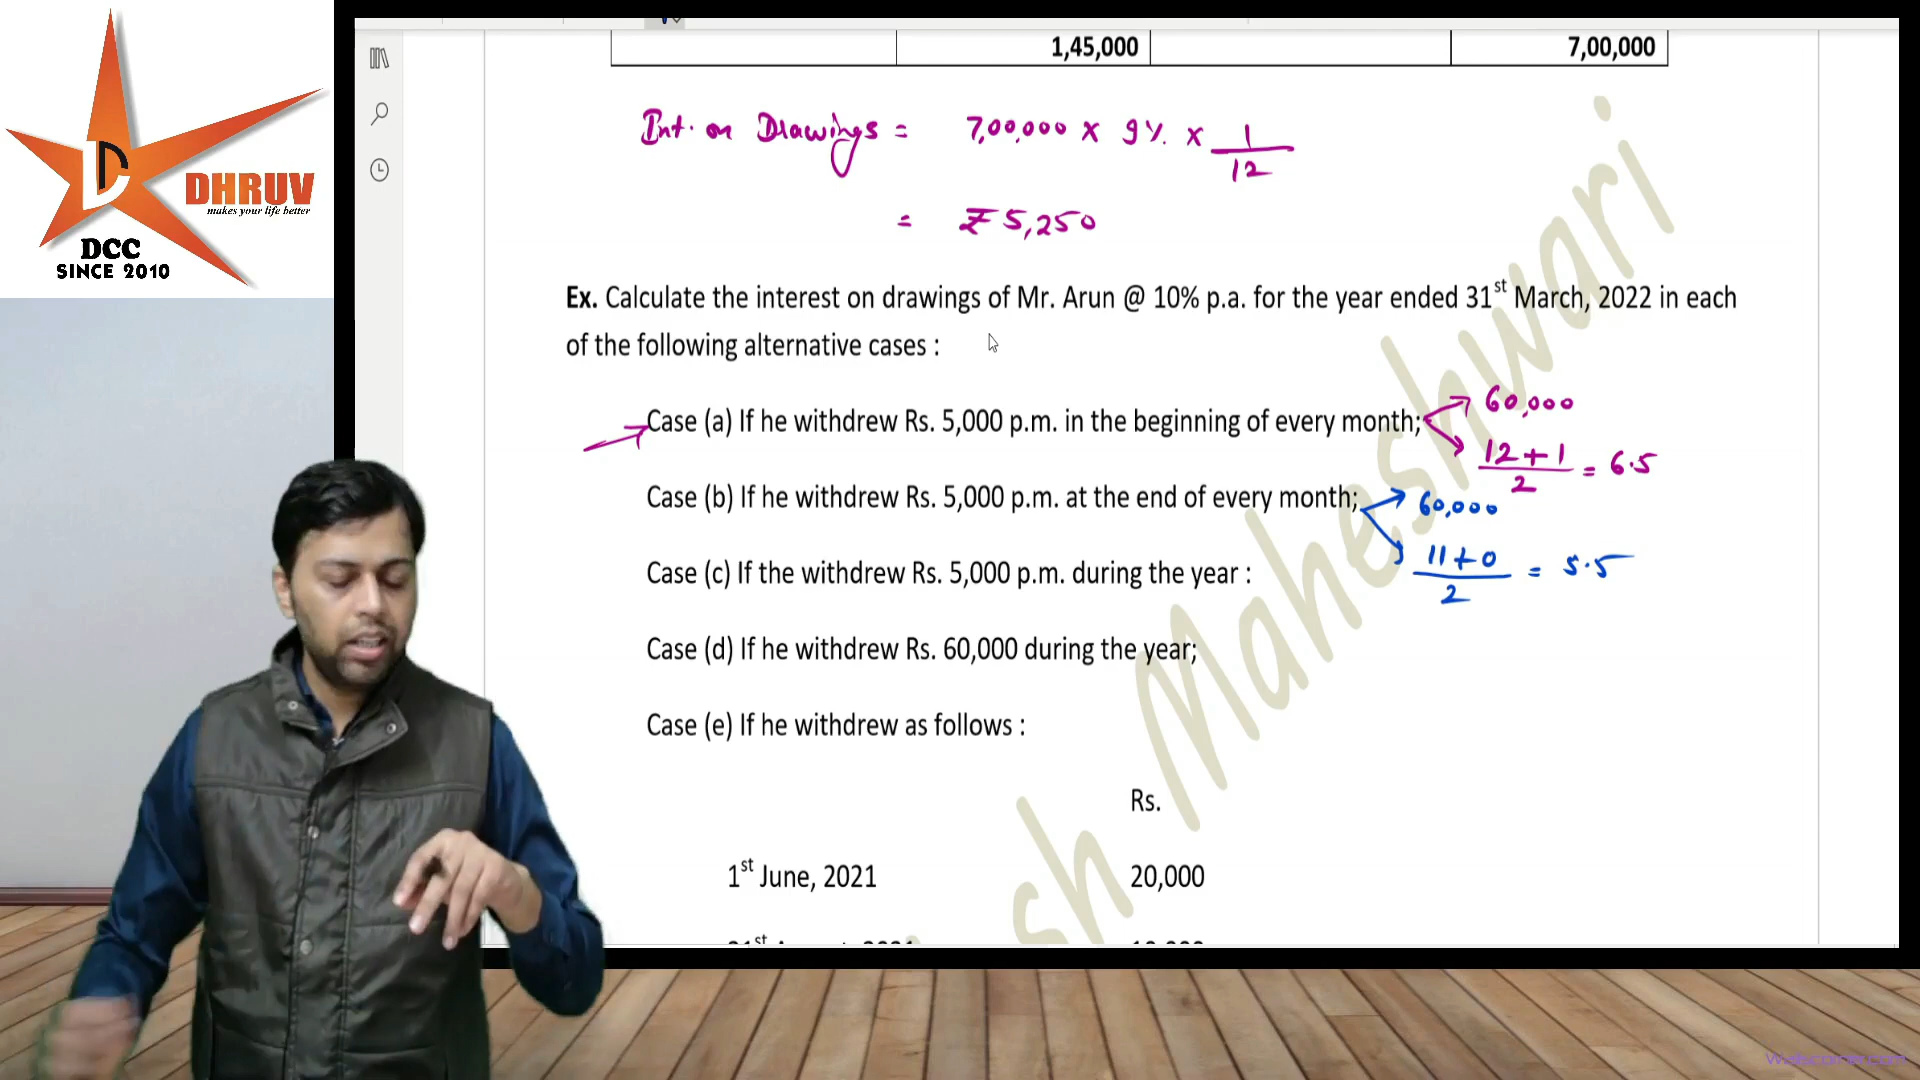 DHRUV
makes your life better
DCC
SINCE 2010
1,45,000 7,00,000
Int. on Drawings = 7,00,000 x 9% x 1/12
= ₹ 5,250
Ex. Calculate the interest on drawings of Mr. Arun @ 10% p.a. for the year ended 31st March, 2022 in each
of the following alternative cases :
Case (a) If he withdrew Rs. 5,000 p.m. in the beginning of every month; 60,000
12+1/2 = 6.5
Case (b) If he withdrew Rs. 5,000 p.m. at the end of every month; 60,000
11+0/2 = 5.5
Case (c) If the withdrew Rs. 5,000 p.m. during the year :
Case (d) If he withdrew Rs. 60,000 during the year;
Case (e) If he withdrew as follows :
Rs.
1st June, 2021 20,000
sh Maheshwari